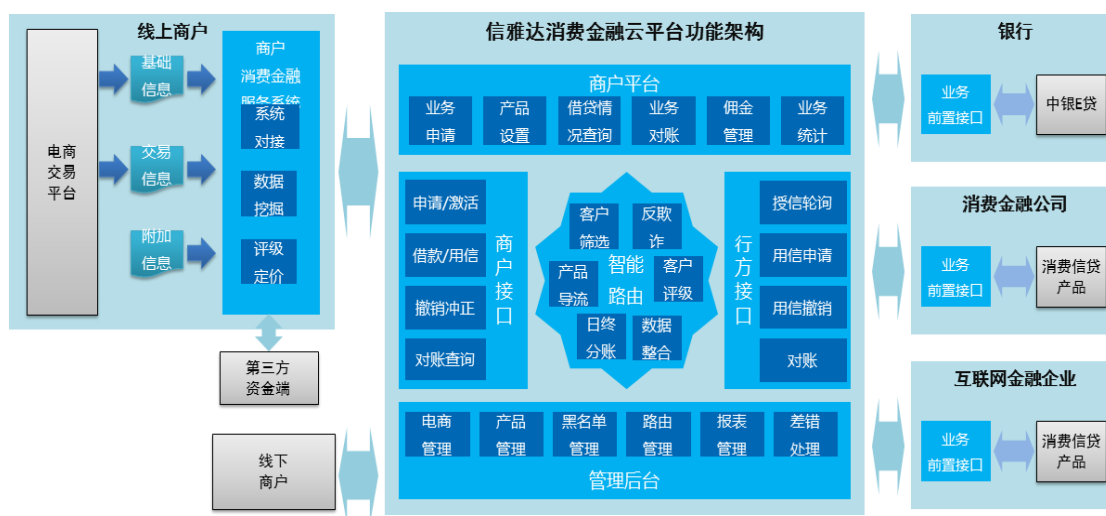 线上商户
电商
交易
平台
基础
信息
交易
信息
附加
信息
商户
消费金融
服务系统
系统
对接
数据
挖掘
评级
定价
第三方
资金端
线下
商户
信雅达消费金融云平台功能架构
商户平台
业务
申请
产品
设置
借贷情
况查询
业务
对账
佣金
管理
业务
统计
申请/激活
借款/用信
撤销冲正
对账查询
商
户
接
口
客户
筛选
反欺
诈
产品
导流
智能
路由
客户
评级
日终
分账
数据
整合
行
方
接
口
授信轮询
用信申请
用信撤销
对账
电商
管理
产品
管理
黑名单
管理
路由
管理
报表
管理
差错
处理
管理后台
银行
业务
前置接口
中银E贷
消费金融公司
业务
前置接口
消费信贷
产品
互联网金融企业
业务
前置接口
消费信贷
产品